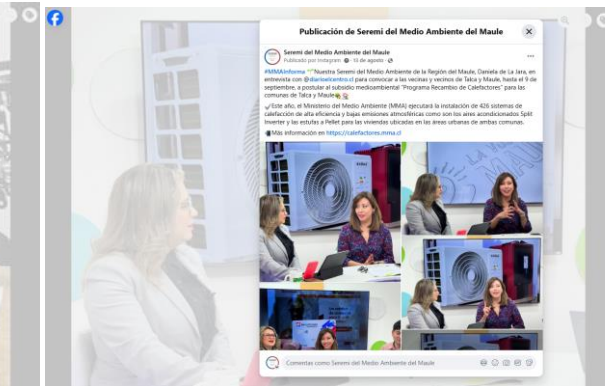 Publicación de Seremi del Medio Ambiente del Maule
Seremi del Medio Ambiente del Maule
Publicado por Instagram · 10 de agosto
#MMAInforma "Nuestra Seremi del Medio Ambiente de la Región del Maule, Daniela de La Jara, en
entrevista con @diarioelcentro.cl para convocar a las vecinas y vecinos de Talca y Maule, hasta el 9 de
septiembre, a postular al subsidio medioambiental "Programa Recambio de Calefactores" para las
comunas de Talca y Maule
Este año, el Ministerio del Medio Ambiente (MMA) ejecutará la instalación de 426 sistemas de
calefacción de alta eficiencia y bajas emisiones atmosféricas como son los aires acondicionados Split
Inverter y las estufas a Pellet para las viviendas ubicadas en las áreas urbanas de ambas comunas.
Más información en https://calefactores.mma.cl
Comentas como Seremi del Medio Ambiente del Maule